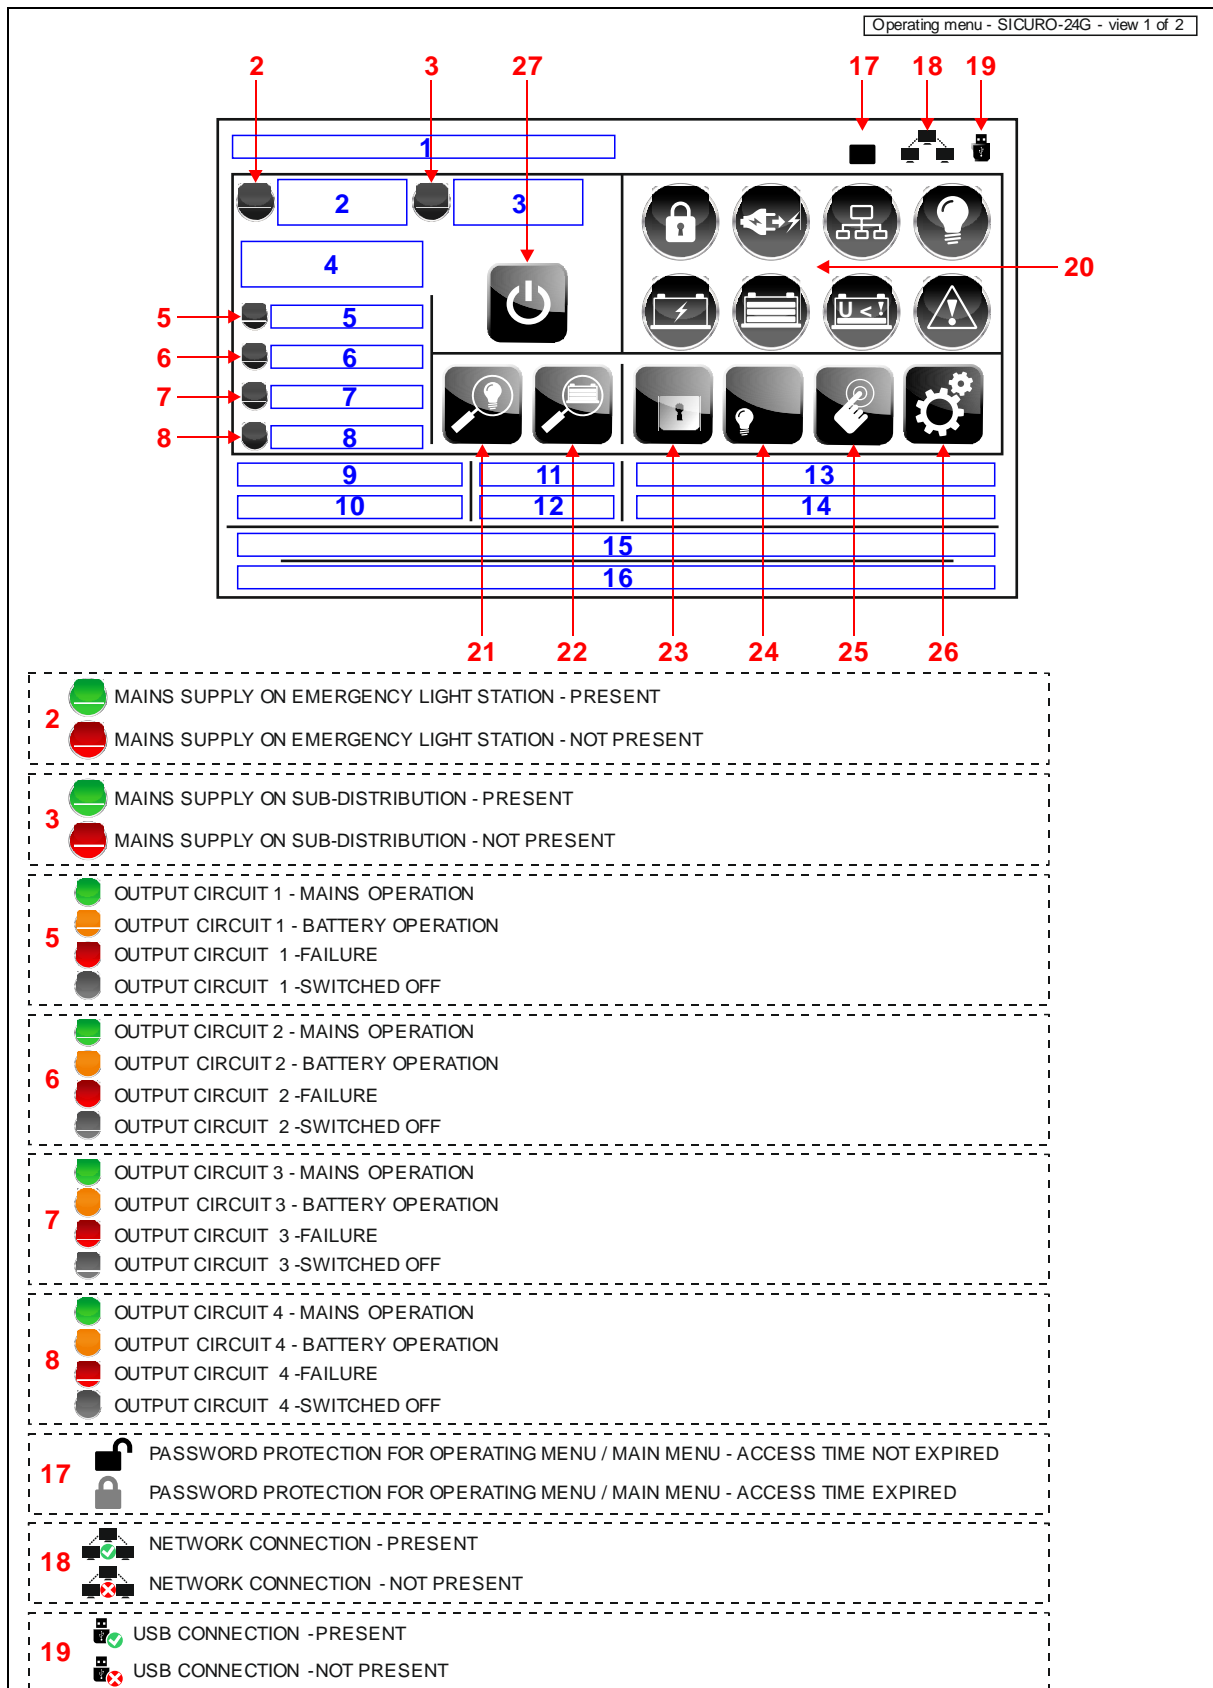 Operating menu - SICURO-24G - view 1 of 2
2 3 27 17 18 19
1
2 3
4
20
5 5
6 6
7 7
8 8
U<!
9 11 13
10 12 14
15
16
21 22 23 24 25 26
2
MAINS SUPPLY ON EMERGENCY LIGHT STATION - PRESENT
MAINS SUPPLY ON EMERGENCY LIGHT STATION - NOT PRESENT
3
MAINS SUPPLY ON SUB-DISTRIBUTION - PRESENT
MAINS SUPPLY ON SUB-DISTRIBUTION - NOT PRESENT
5
OUTPUT CIRCUIT 1 - MAINS OPERATION
OUTPUT CIRCUIT 1 - BATTERY OPERATION
OUTPUT CIRCUIT 1 -FAILURE
OUTPUT CIRCUIT 1 -SWITCHED OFF
6
OUTPUT CIRCUIT 2 - MAINS OPERATION
OUTPUT CIRCUIT 2 - BATTERY OPERATION
OUTPUT CIRCUIT 2 -FAILURE
OUTPUT CIRCUIT 2 -SWITCHED OFF
7
OUTPUT CIRCUIT 3 - MAINS OPERATION
OUTPUT CIRCUIT 3 - BATTERY OPERATION
OUTPUT CIRCUIT 3 -FAILURE
OUTPUT CIRCUIT 3 -SWITCHED OFF
8
OUTPUT CIRCUIT 4 - MAINS OPERATION
OUTPUT CIRCUIT 4 - BATTERY OPERATION
OUTPUT CIRCUIT 4 -FAILURE
OUTPUT CIRCUIT 4 -SWITCHED OFF
17
PASSWORD PROTECTION FOR OPERATING MENU / MAIN MENU - ACCESS TIME NOT EXPIRED
PASSWORD PROTECTION FOR OPERATING MENU / MAIN MENU - ACCESS TIME EXPIRED
18
NETWORK CONNECTION - PRESENT
NETWORK CONNECTION - NOT PRESENT
19
USB CONNECTION -PRESENT
USB CONNECTION -NOT PRESENT